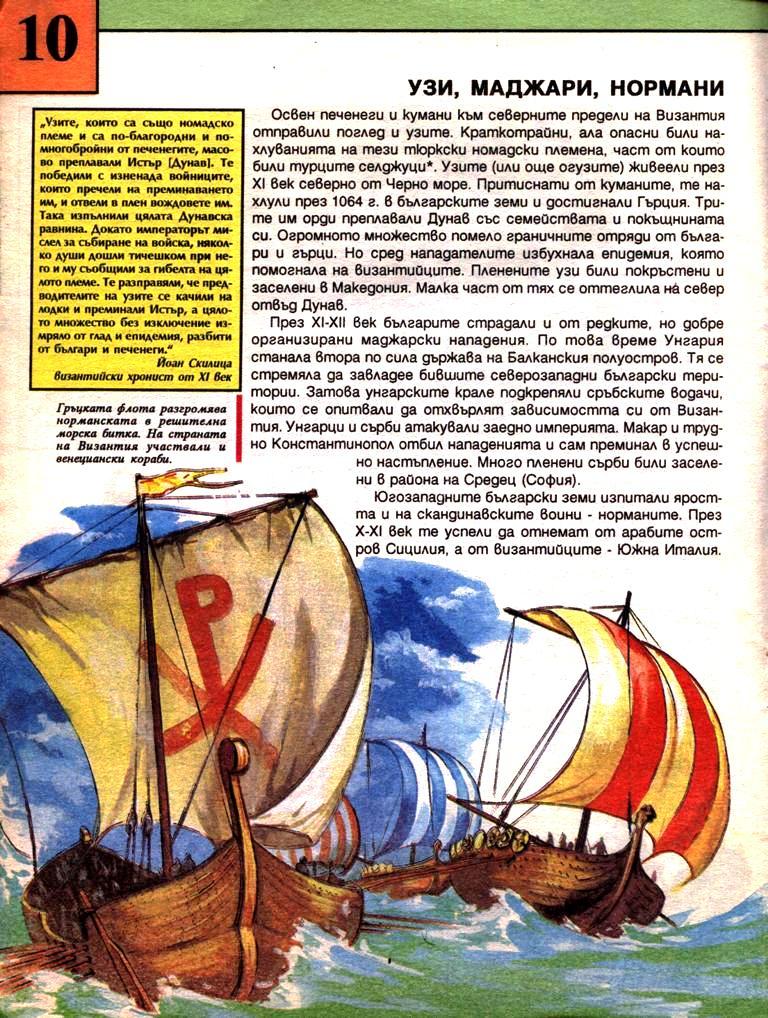 10
УЗИ, МАДЖАРИ, НОРМАНИ
„Узите, които са също номадско
племе и са по-благородни и по-
многобройни от печенегите, масо-
во преплавали Истър [Дунав]. Те
победили с изненада войниците,
които пречели на преминаването
им, и отвели в плен вождовете им.
Така изпълнили цялата Дунавска
равнина. Докато императорът ми-
слел за събиране на войска, някол-
ко души дошли тичешком при не-
го и му съобщили за гибелта на ця-
лото племе. Те разправяли, че пред-
водителите на узите се качили на
лодки и преминали Истър, а цяло-
то множество без изключение из-
мряло от глад и епидемия, разбити
от българи и печенеги.“
Йоан Скилица
византийски хронист от XI век
Гръцката флота разгромява
норманската в решителна
морска битка. На страната
на Византия участвали и
венециански кораби.
Освен печенеги и кумани към северните предели на Византия
отправили поглед и узите. Краткотрайни, ала опасни били на-
хлуванията на тези тюркски номадски племена, част от които
били турците селджуци*. Узите (или още огузите) живеели през
XI век северно от Черно море. Притиснати от куманите, те на-
хлули през 1064 г. в българските земи и достигнали Гърция. Три-
те им орди преплавали Дунав със семействата и покъщнината
си. Огромното множество помело граничните отряди от бълга-
ри и гърци. Но сред нападателите избухнала епидемия, която
помогнала на византийците. Пленените узи били покръстени и
заселени в Македония. Малка част от тях се оттеглила на́ север
отвъд Дунав.
През XI-XII век българите страдали и от редките, но добре
организирани маджарски нападения. По това време Унгария
станала втора по сила държава на Балканския полуостров. Тя се
стремяла да завладее бившите северозападни български тери-
тории. Затова унгарските крале подкрепяли сръбските водачи,
които се опитвали да отхвърлят зависимостта си от Визан-
тия. Унгарци и сърби атакували заедно империята. Макар и труд-
но Константинопол отбил нападенията и сам преминал в успеш-
но настъпление. Много пленени сърби били заселе-
ни в района на Средец (София).
Югозападните български земи изпитали ярост-
та и на скандинавските воини - норманите. През
X-XI век те успели да отнемат от арабите ост-
ров Сицилия, а от византийците - Южна Италия.